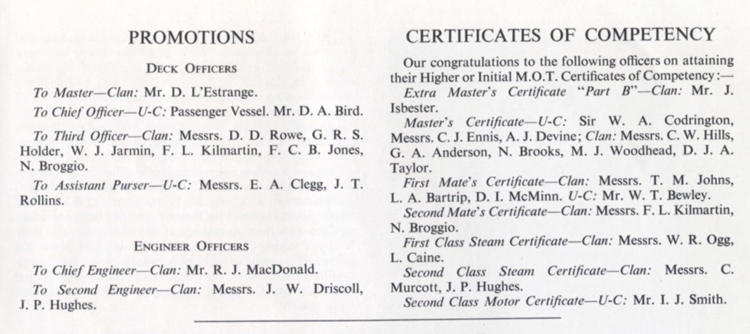 PROMOTIONS
DECK OFFICERS
To Master—Clan: Mr. D. L'Estrange.
To Chief Officer—U-C: Passenger Vessel. Mr. D. A. Bird.
To Third Officer—Clan: Messrs. D. D. Rowe, G. R. S.
Holder, W. J. Jarmin, F. L. Kilmartin, F. C. B. Jones,
N. Broggio.
To Assistant Purser—U-C: Messrs. E. A. Clegg, J. T.
Rollins.
ENGINEER OFFICERS
To Chief Engineer—Clan: Mr. R. J. MacDonald.
To Second Engineer—Clan: Messrs. J. W. Driscoll,
J. P. Hughes.
CERTIFICATES OF COMPETENCY
Our congratulations to the following officers on attaining
their Higher or Initial M.O.T. Certificates of Competency:—
Extra Master's Certificate "Part B"—Clan: Mr. J.
Isbester.
Master's Certificate—U-C: Sir W. A. Codrington,
Messrs. C. J. Ennis, A. J. Devine; Clan: Messrs. C. W. Hills,
G. A. Anderson, N. Brooks, M. J. Woodhead, D. J. A.
Taylor.
First Mate's Certificate—Clan: Messrs. T. M. Johns,
L. A. Bartrip, D. I. McMinn. U-C: Mr. W. T. Bewley.
Second Mate's Certificate—Clan: Messrs. F. L. Kilmartin,
N. Broggio.
First Class Steam Certificate—Clan: Messrs. W. R. Ogg,
L. Caine.
Second Class Steam Certificate—Clan: Messrs. C.
Murcott, J. P. Hughes.
Second Class Motor Certificate—U-C: Mr. I. J. Smith.